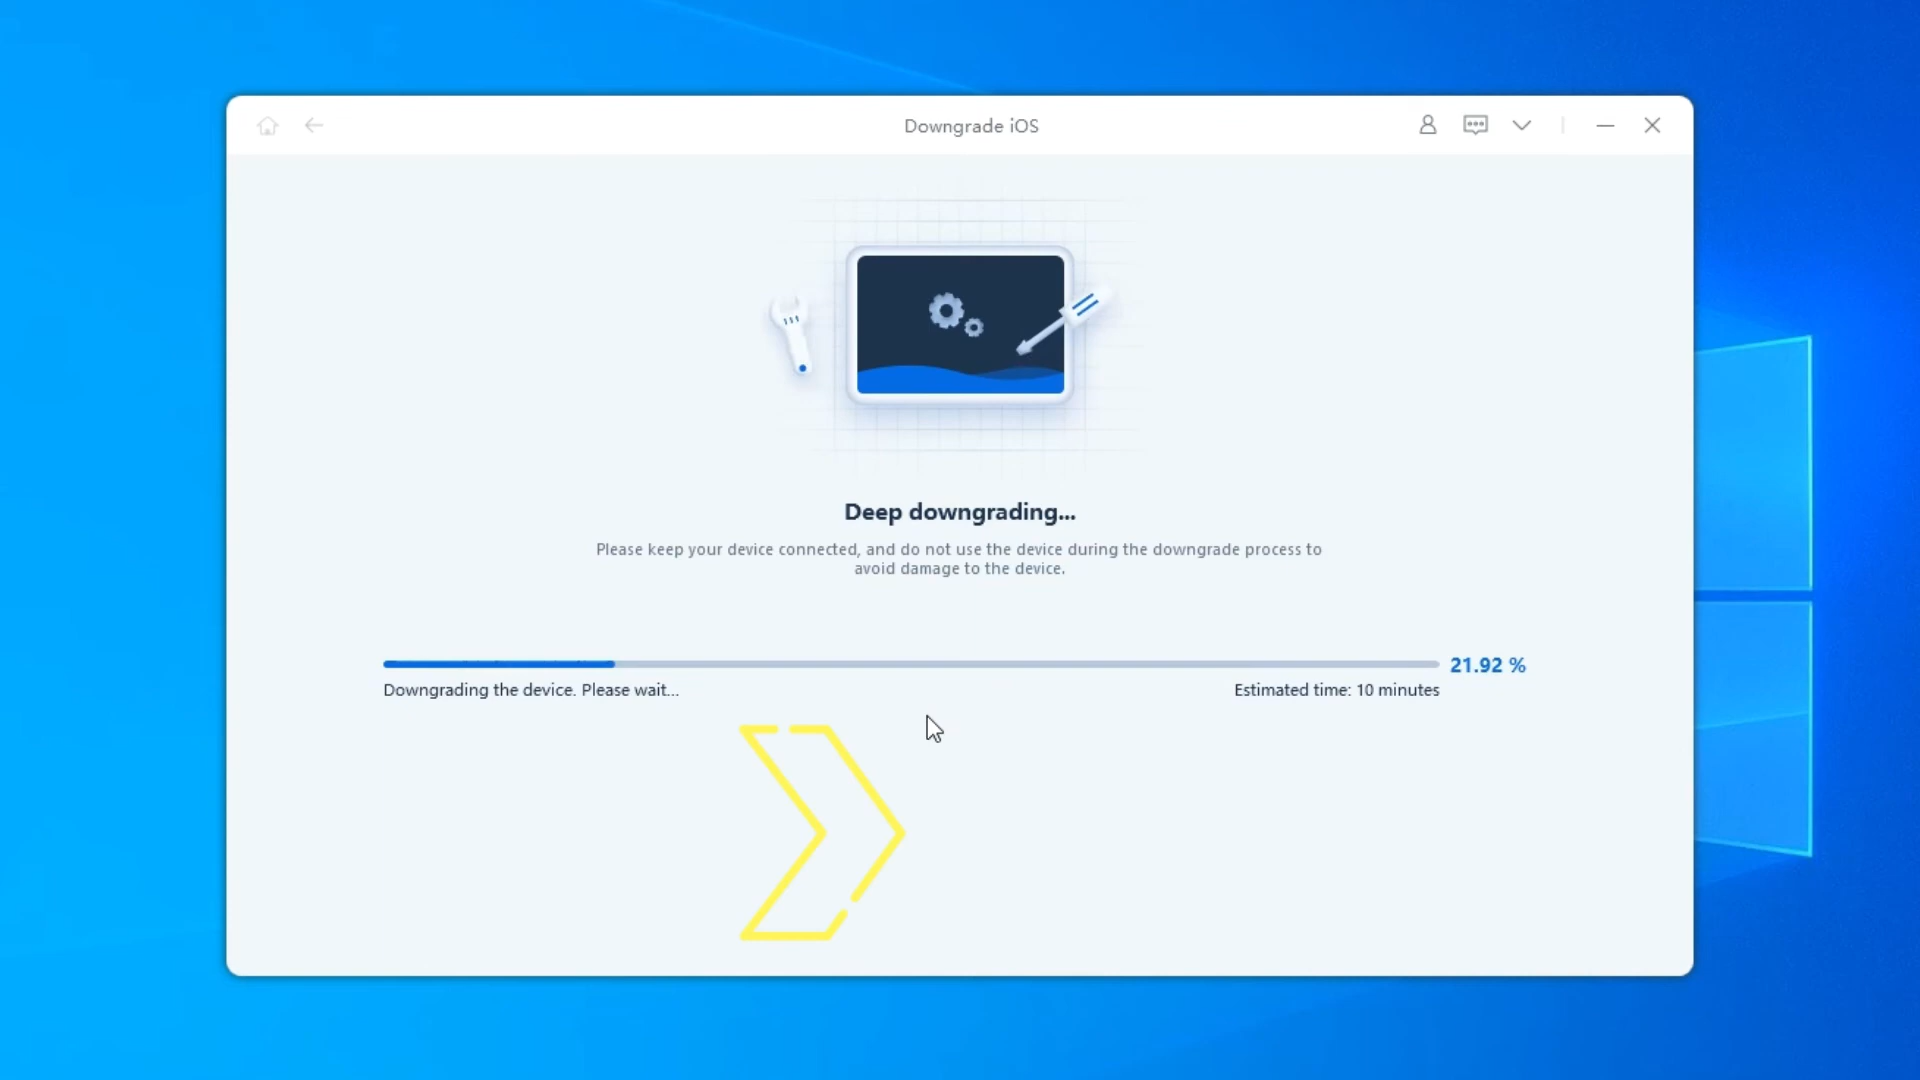 Downgrade iOS
Deep downgrading...
Please keep your device connected, and do not use the device during the downgrade process to
avoid damage to the device.
21.92 %
Downgrading the device. Please wait...
Estimated time: 10 minutes